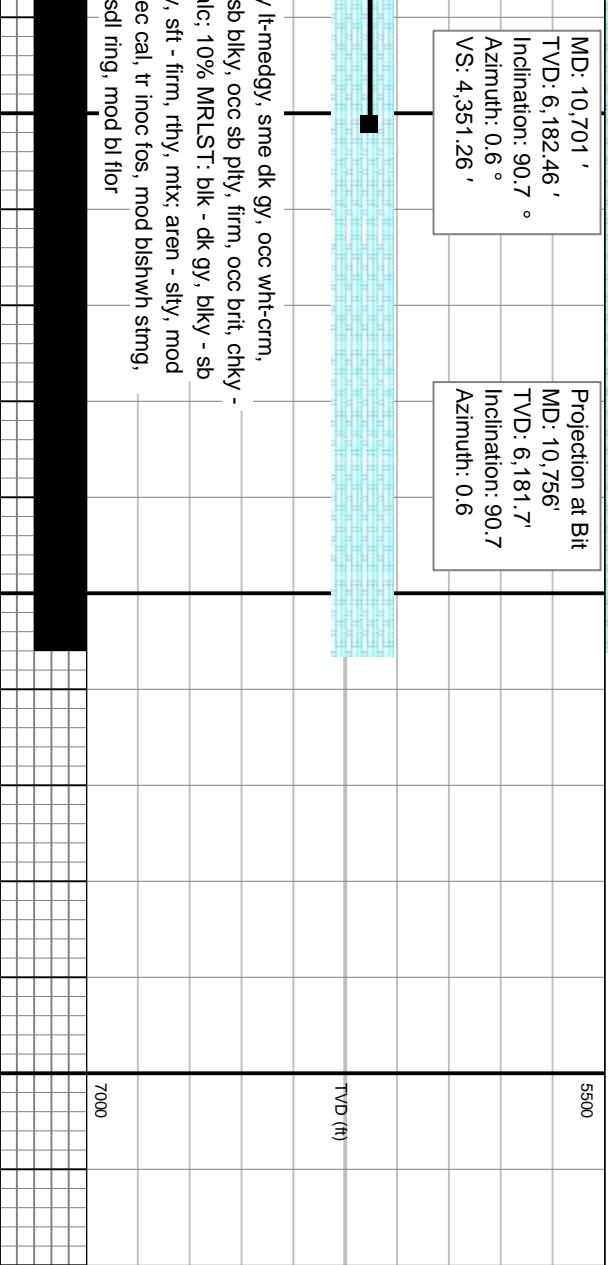 MD: 10,701 '
TVD: 6,182.46 '
Inclination: 90.7 °
Azimuth: 0.6 °
VS: 4,351.26 '
Projection at Bit
MD: 10,756'
TVD: 6,181.7'
Inclination: 90.7
Azimuth: 0.6
lt-medgy, sme dk gy, occ wht-crm,
sb blky, occ sb plty, firm, occ brit, chky -
alc; 10% MRLST: blk - dk gy, blky - sb
, sft - firm, rthy, mtx; aren - slty, mod
ec cal, tr inoc fos, mod blshwh stmg,
sdl ring, mod bl flor
5500
TVD (ft)
7000